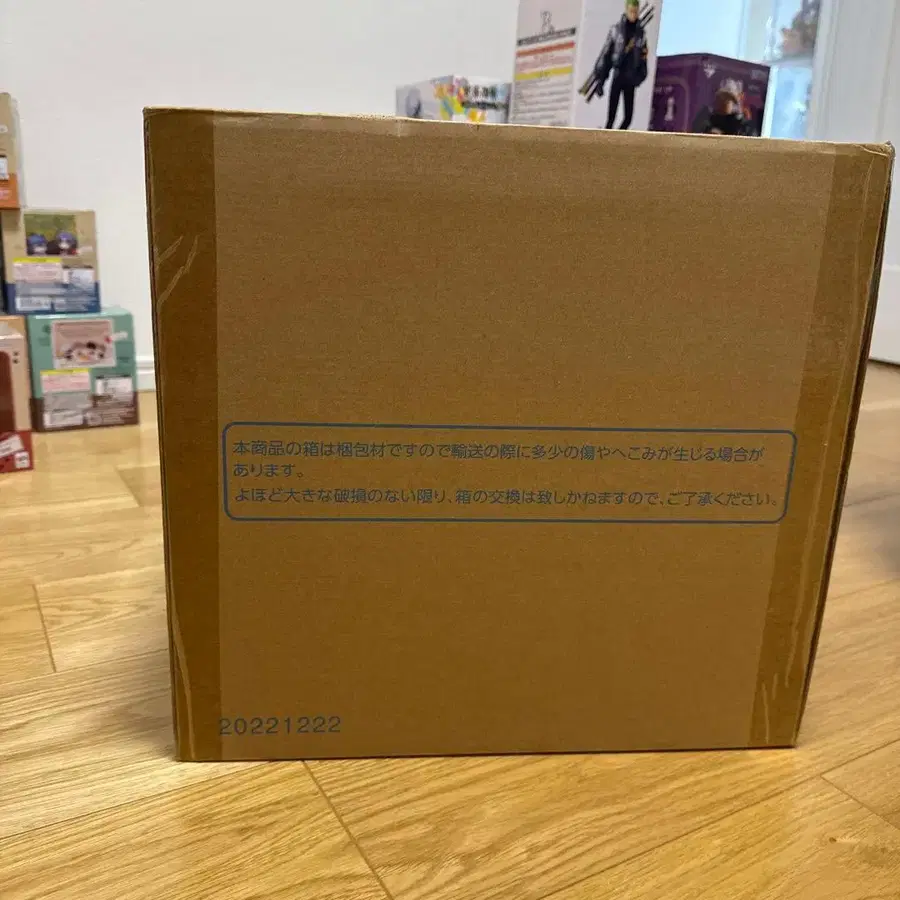 本商品の箱は梱包材ですので輸送の際に多少の傷やへこみが生じる場合が
あります。
よほど大きな破損のない限り、箱の交換は致しかねますので、ご了承ください。
20221222